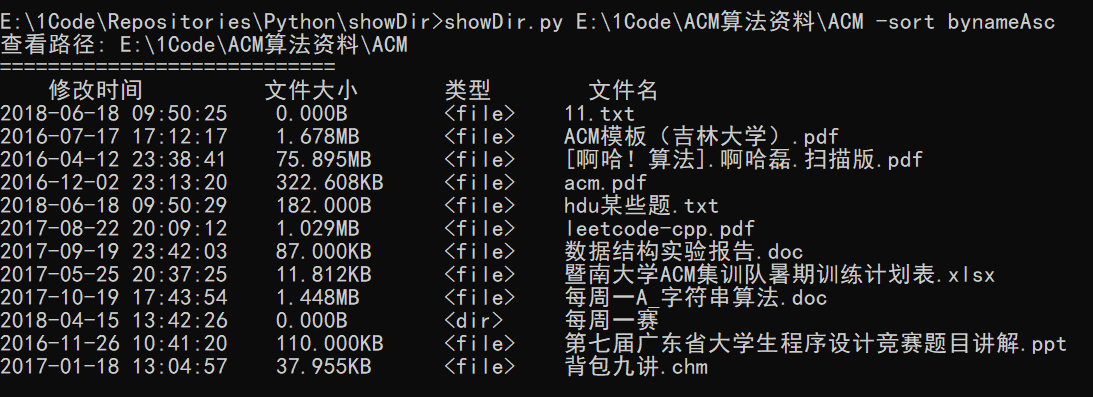 E:\1Code\Repositories\Python\showDir>showDir.py E:\1Code\ACM算法资料\ACM -sort bynameAsc
查看路径: E:\1Code\ACM算法资料\ACM
============================
修改时间 文件大小 类型 文件名
2018-06-18 09:50:25 0.000B <file> 11.txt
2016-07-17 17:12:17 1.678MB <file> ACM模板（吉林大学）.pdf
2016-04-12 23:38:41 75.895MB <file> [啊哈！算法].啊哈磊.扫描版.pdf
2016-12-02 23:13:20 322.608KB <file> acm.pdf
2018-06-18 09:50:29 182.000B <file> hdu某些题.txt
2017-08-22 20:09:12 1.029MB <file> leetcode-cpp.pdf
2017-09-19 23:42:03 87.000KB <file> 数据结构实验报告.doc
2017-05-25 20:37:25 11.812KB <file> 暨南大学ACM集训队暑期训练计划表.xlsx
2017-10-19 17:43:54 1.448MB <file> 每周一A_字符串算法.doc
2018-04-15 13:42:26 0.000B <dir> 每周一赛
2016-11-26 10:41:20 110.000KB <file> 第七届广东省大学生程序设计竞赛题目讲解.ppt
2017-01-18 13:04:57 37.955KB <file> 背包九讲.chm